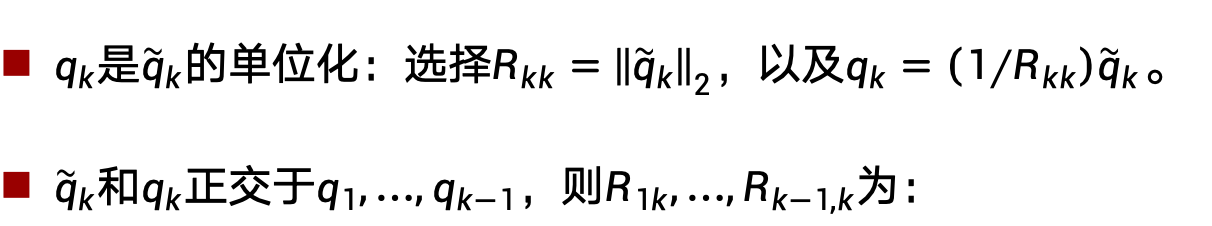 ■ q̃ₖ是q̃ₖ的单位化：选择Rₖₖ = ‖q̃ₖ‖₂，以及qₖ = (1/Rₖₖ)q̃ₖ。
■ q̃ₖ和qₖ正交于q₁,…,qₖ₋₁，则R₁ₖ,…,Rₖ₋₁,ₖ为：